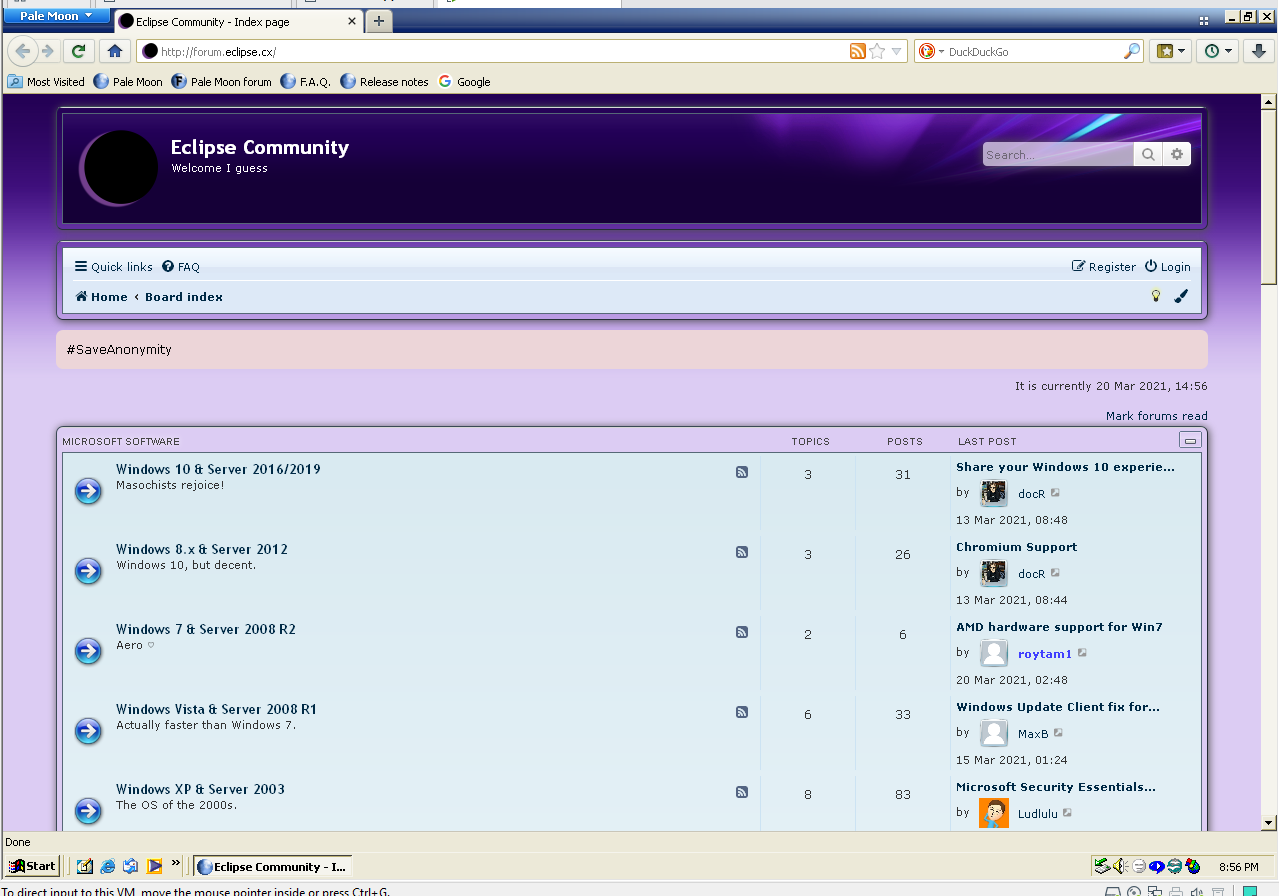 Pale Moon
Eclipse Community - Index page
http://forum.eclipse.cx/
DuckDuckGo
Most Visited Pale Moon Pale Moon forum F.A.Q. Release notes Google
Eclipse Community
Welcome I guess
Search...
Quick links FAQ Register Login
Home ‹ Board index
#SaveAnonymity
It is currently 20 Mar 2021, 14:56
Mark forums read
MICROSOFT SOFTWARE TOPICS POSTS LAST POST
Windows 10 & Server 2016/2019
Masochists rejoice!
3 31
Share your Windows 10 experie...
by docR
13 Mar 2021, 08:48
Windows 8.x & Server 2012
Windows 10, but decent.
3 26
Chromium Support
by docR
13 Mar 2021, 08:44
Windows 7 & Server 2008 R2
Aero ♡
2 6
AMD hardware support for Win7
by roytam1
20 Mar 2021, 02:48
Windows Vista & Server 2008 R1
Actually faster than Windows 7.
6 33
Windows Update Client fix for...
by MaxB
15 Mar 2021, 01:24
Windows XP & Server 2003
The OS of the 2000s.
8 83
Microsoft Security Essentials...
by Ludlulu
Done
Start
Eclipse Community - I...
8:56 PM
To direct input to this VM, move the mouse pointer inside or press Ctrl+G.